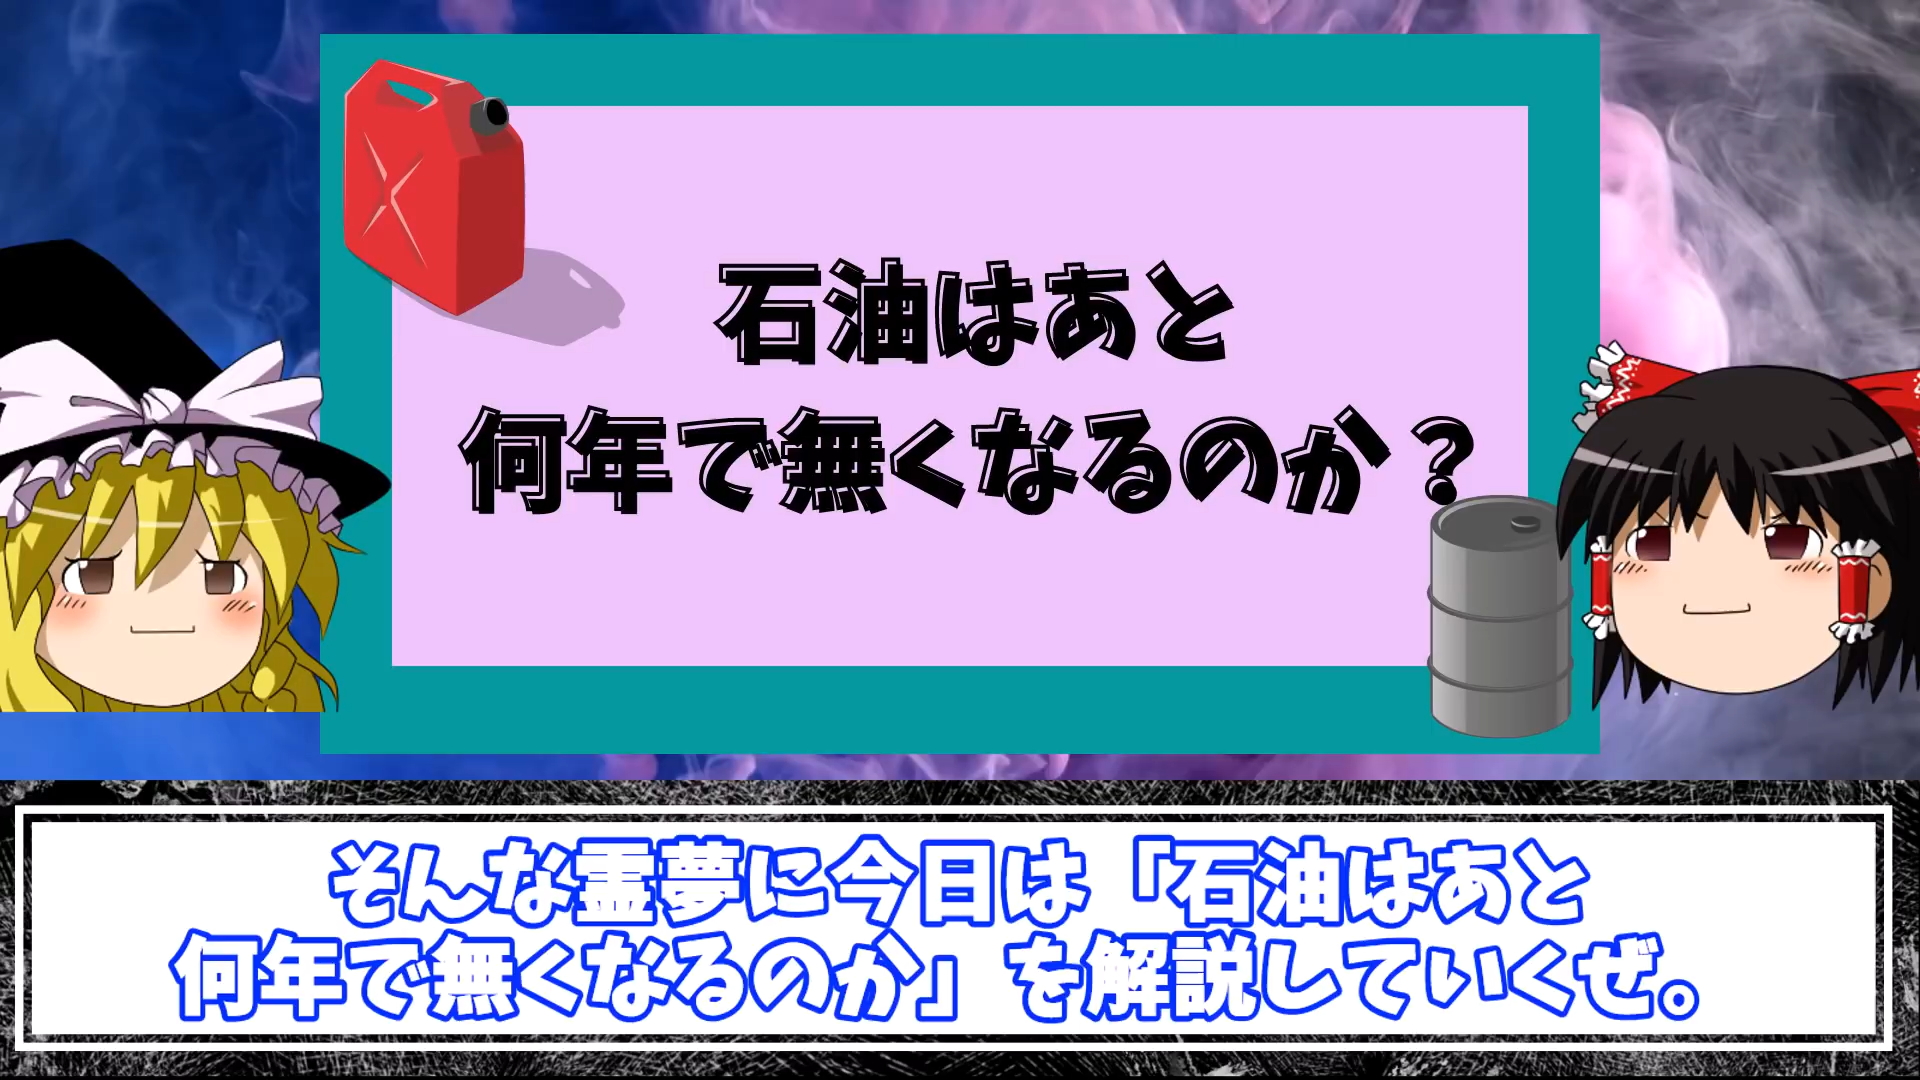 石油はあと
何年で無くなるのか？
そんな霊夢に今日は「石油はあと
何年で無くなるのか」を解説していくぜ。